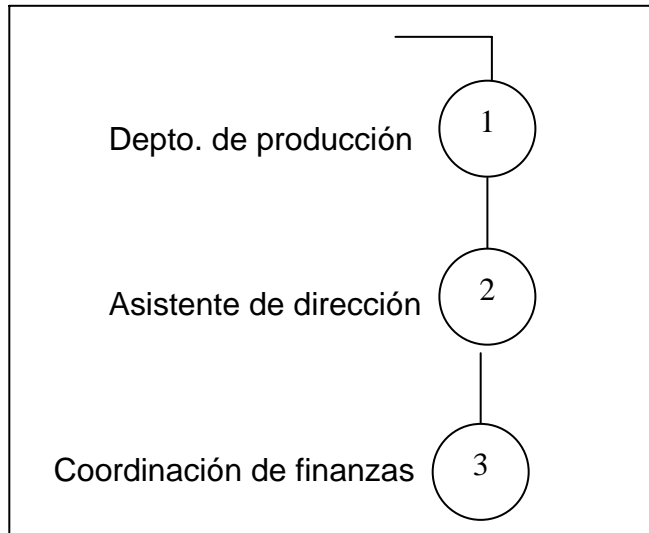 Depto. de producción 1
Asistente de dirección 2
Coordinación de finanzas 3